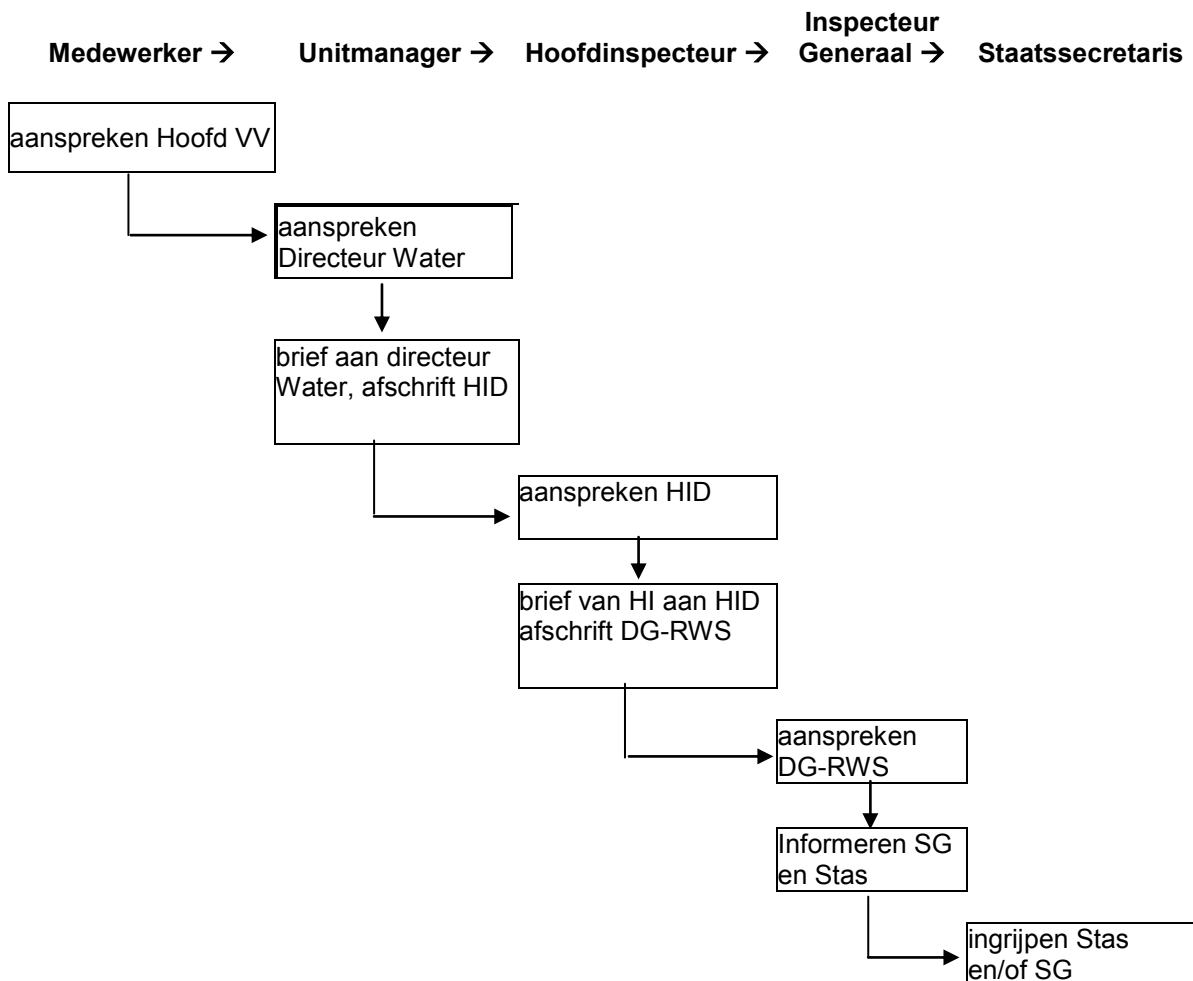 Inspecteur
Medewerker → Unitmanager → Hoofdinspecteur → Generaal → Staatssecretaris
aanspreken Hoofd VV
aanspreken
Directeur Water
brief aan directeur
Water, afschrift HID
aanspreken HID
brief van HI aan HID
afschrift DG-RWS
aanspreken
DG-RWS
Informeren SG
en Stas
ingrijpen Stas
en/of SG